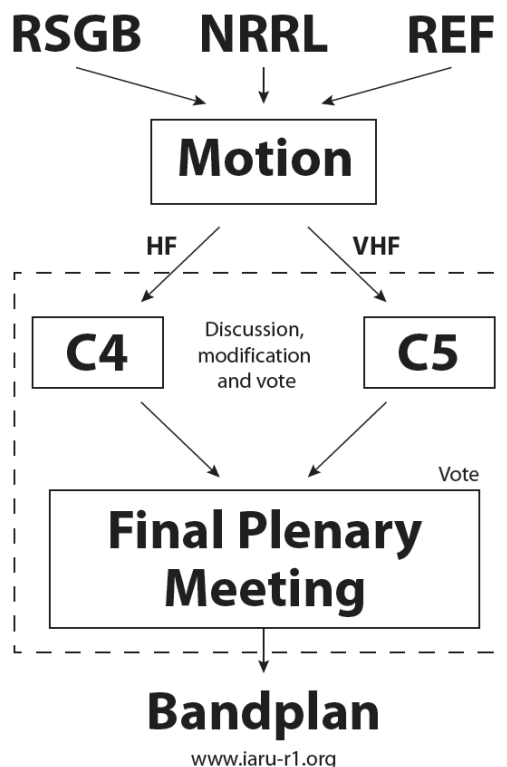 RSGB NRRL REF
Motion
HF VHF
C4
Discussion,
modification
and vote
C5
Vote
Final Plenary
Meeting
Bandplan
www.iaru-r1.org